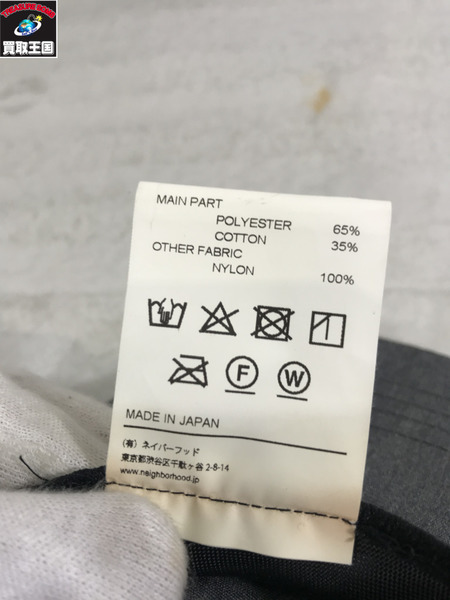 TREASURE KING
買取王国
MAIN PART
POLYESTER 65%
COTTON 35%
OTHER FABRIC
NYLON 100%
F W
MADE IN JAPAN
(有) ネイバーフッド
東京都渋谷区千駄ヶ谷 2-8-14
www.neighborhood.jp